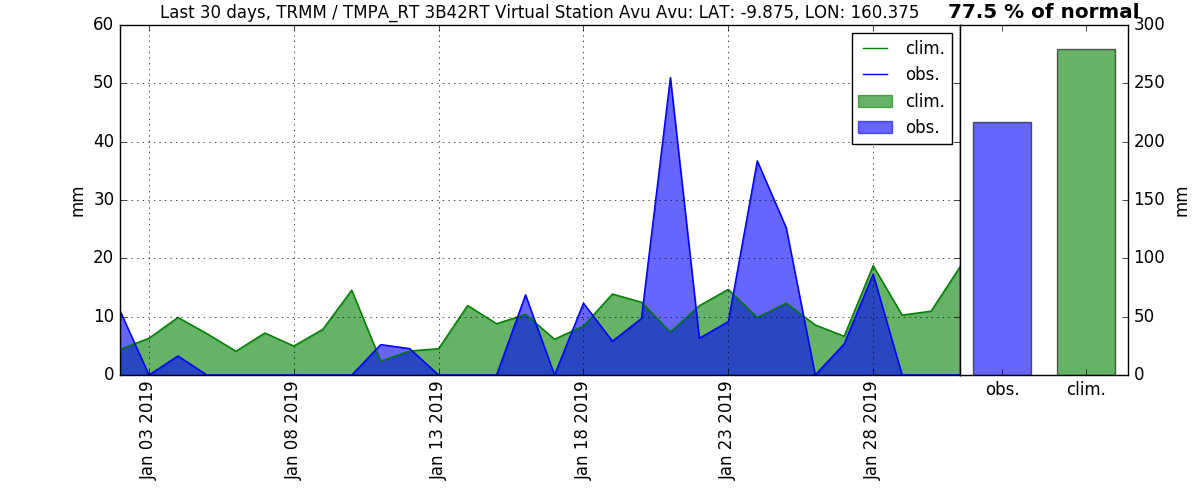 Last 30 days, TRMM / TMPA_RT 3B42RT Virtual Station Avu Avu: LAT: -9.875, LON: 160.375
77.5 % of normal
60
50
40
30
20
10
0
mm
clim.
obs.
clim.
obs.
Jan 03 2019
Jan 08 2019
Jan 13 2019
Jan 18 2019
Jan 23 2019
Jan 28 2019
300
250
200
150
100
50
0
mm
obs.
clim.